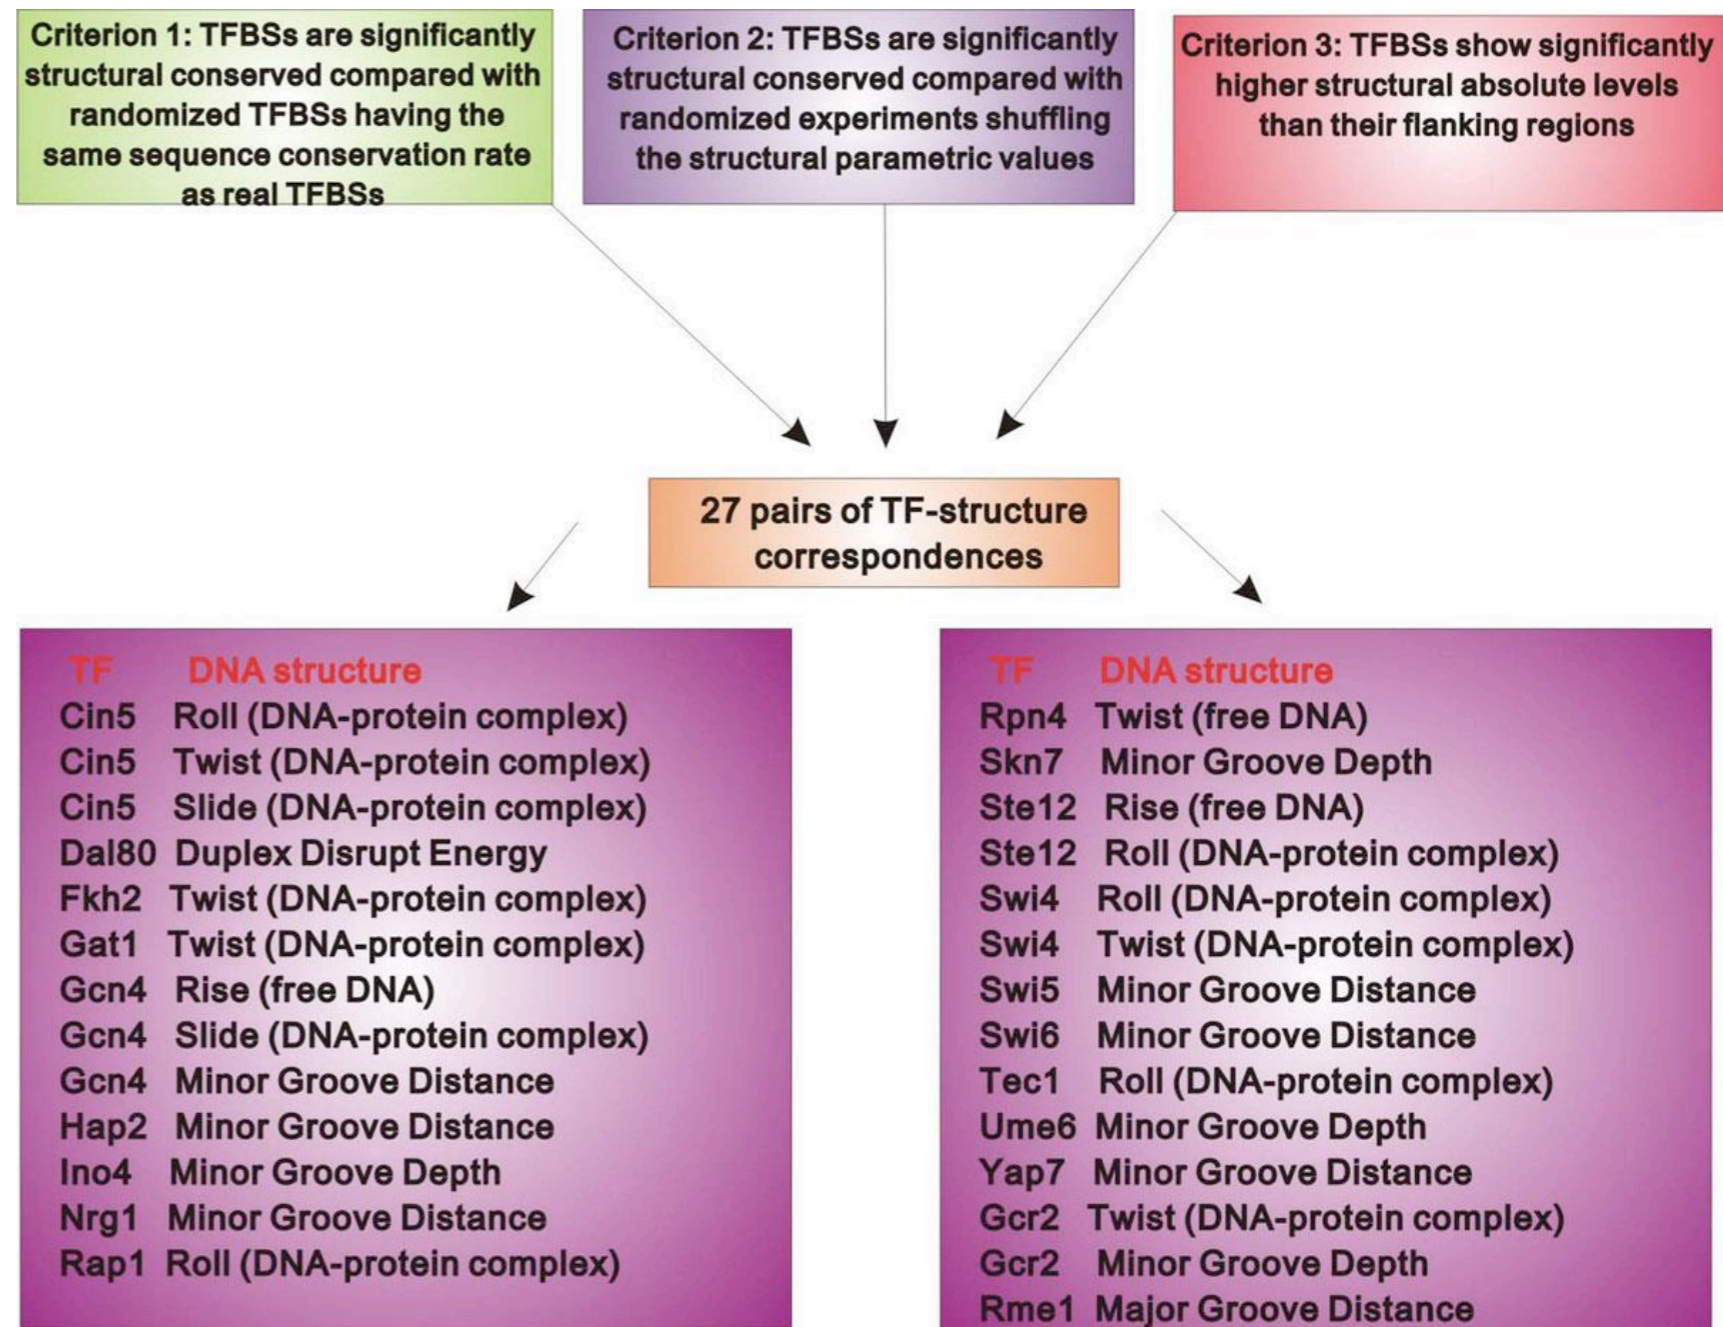 Criterion 1: TFBSs are significantly
structural conserved compared with
randomized TFBSs having the
same sequence conservation rate
as real TFBSs
Criterion 2: TFBSs are significantly
structural conserved compared with
randomized experiments shuffling
the structural parametric values
Criterion 3: TFBSs show significantly
higher structural absolute levels
than their flanking regions
27 pairs of TF-structure
correspondences
TF DNA structure
Cin5 Roll (DNA-protein complex)
Cin5 Twist (DNA-protein complex)
Cin5 Slide (DNA-protein complex)
Dal80 Duplex Disrupt Energy
Fkh2 Twist (DNA-protein complex)
Gat1 Twist (DNA-protein complex)
Gcn4 Rise (free DNA)
Gcn4 Slide (DNA-protein complex)
Gcn4 Minor Groove Distance
Hap2 Minor Groove Distance
Ino4 Minor Groove Depth
Nrg1 Minor Groove Distance
Rap1 Roll (DNA-protein complex)
TF DNA structure
Rpn4 Twist (free DNA)
Skn7 Minor Groove Depth
Ste12 Rise (free DNA)
Ste12 Roll (DNA-protein complex)
Swi4 Roll (DNA-protein complex)
Swi4 Twist (DNA-protein complex)
Swi5 Minor Groove Distance
Swi6 Minor Groove Distance
Tec1 Roll (DNA-protein complex)
Ume6 Minor Groove Depth
Yap7 Minor Groove Distance
Gcr2 Twist (DNA-protein complex)
Gcr2 Minor Groove Depth
Rme1 Major Groove Distance